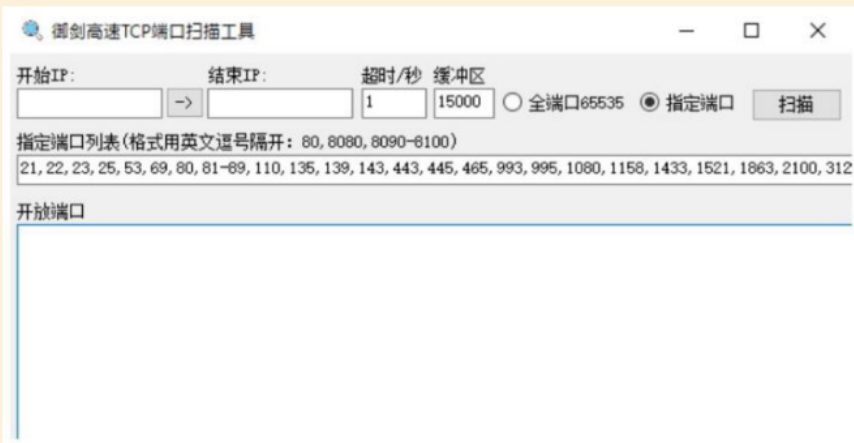 御剑高速TCP端口扫描工具
开始IP: 结束IP: 超时/秒 缓冲区
-> 1 15000 全端口65535 指定端口 扫描
指定端口列表(格式用英文逗号隔开: 80,8080,8090-8100)
21,22,23,25,53,69,80,81-89,110,135,139,143,443,445,465,993,995,1080,1158,1433,1521,1863,2100,312
开放端口